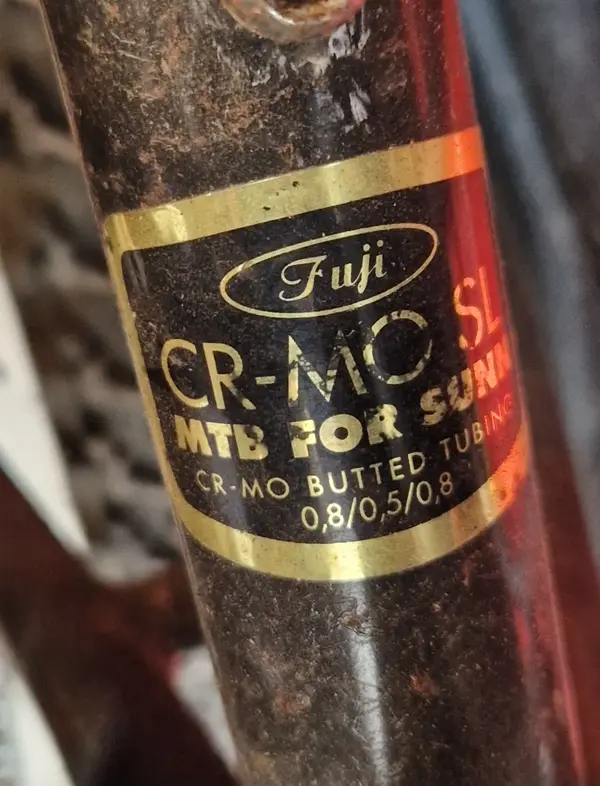 Fuji
CR-MO SL
MTB FOR
CR-MO BUTTED TUBING
0,8/0,5/0,8